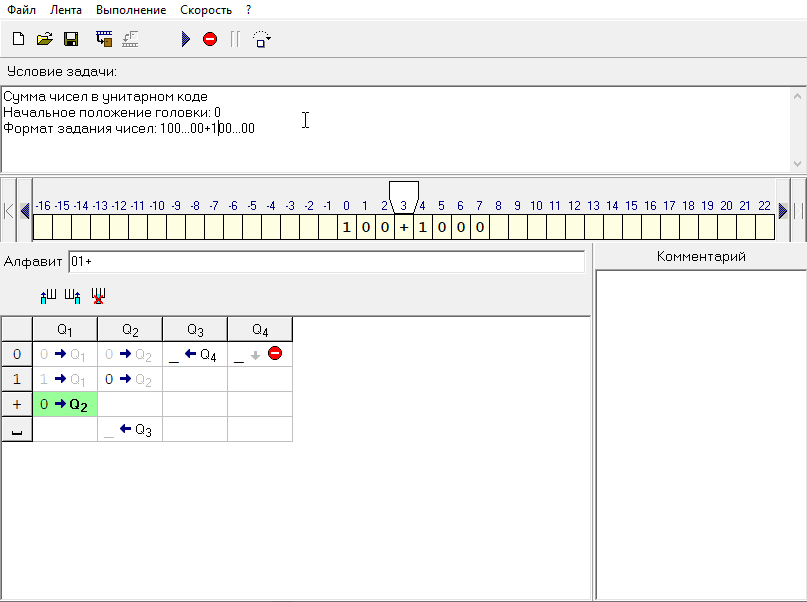 Файл Лента Выполнение Скорость ?
Условие задачи:
Сумма чисел в унитарном коде
Начальное положение головки: 0
Формат задания чисел: 100...00+100...00
-16 -15 -14 -13 -12 -11 -10 -9 -8 -7 -6 -5 -4 -3 -2 -1 0 1 2 3 4 5 6 7 8 9 10 11 12 13 14 15 16 17 18 19 20 21 22
1 0 0 + 1 0 0 0
Алфавит 01+
Комментарий
Q1 Q2 Q3 Q4
0 0 → Q1 0 → Q2 _ ← Q4 _
1 1 → Q1 0 → Q2
+ 0 → Q2
_ ← Q3